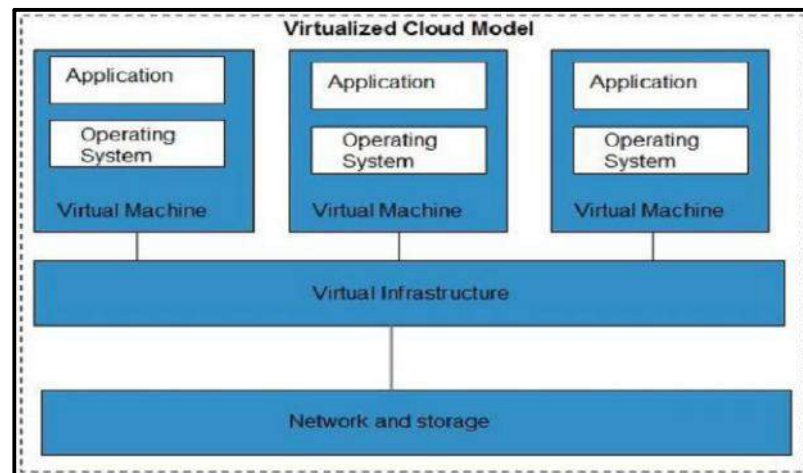 Virtualized Cloud Model
Application
Operating
System
Virtual Machine
Application
Operating
System
Virtual Machine
Application
Operating
System
Virtual Machine
Virtual Infrastructure
Network and storage